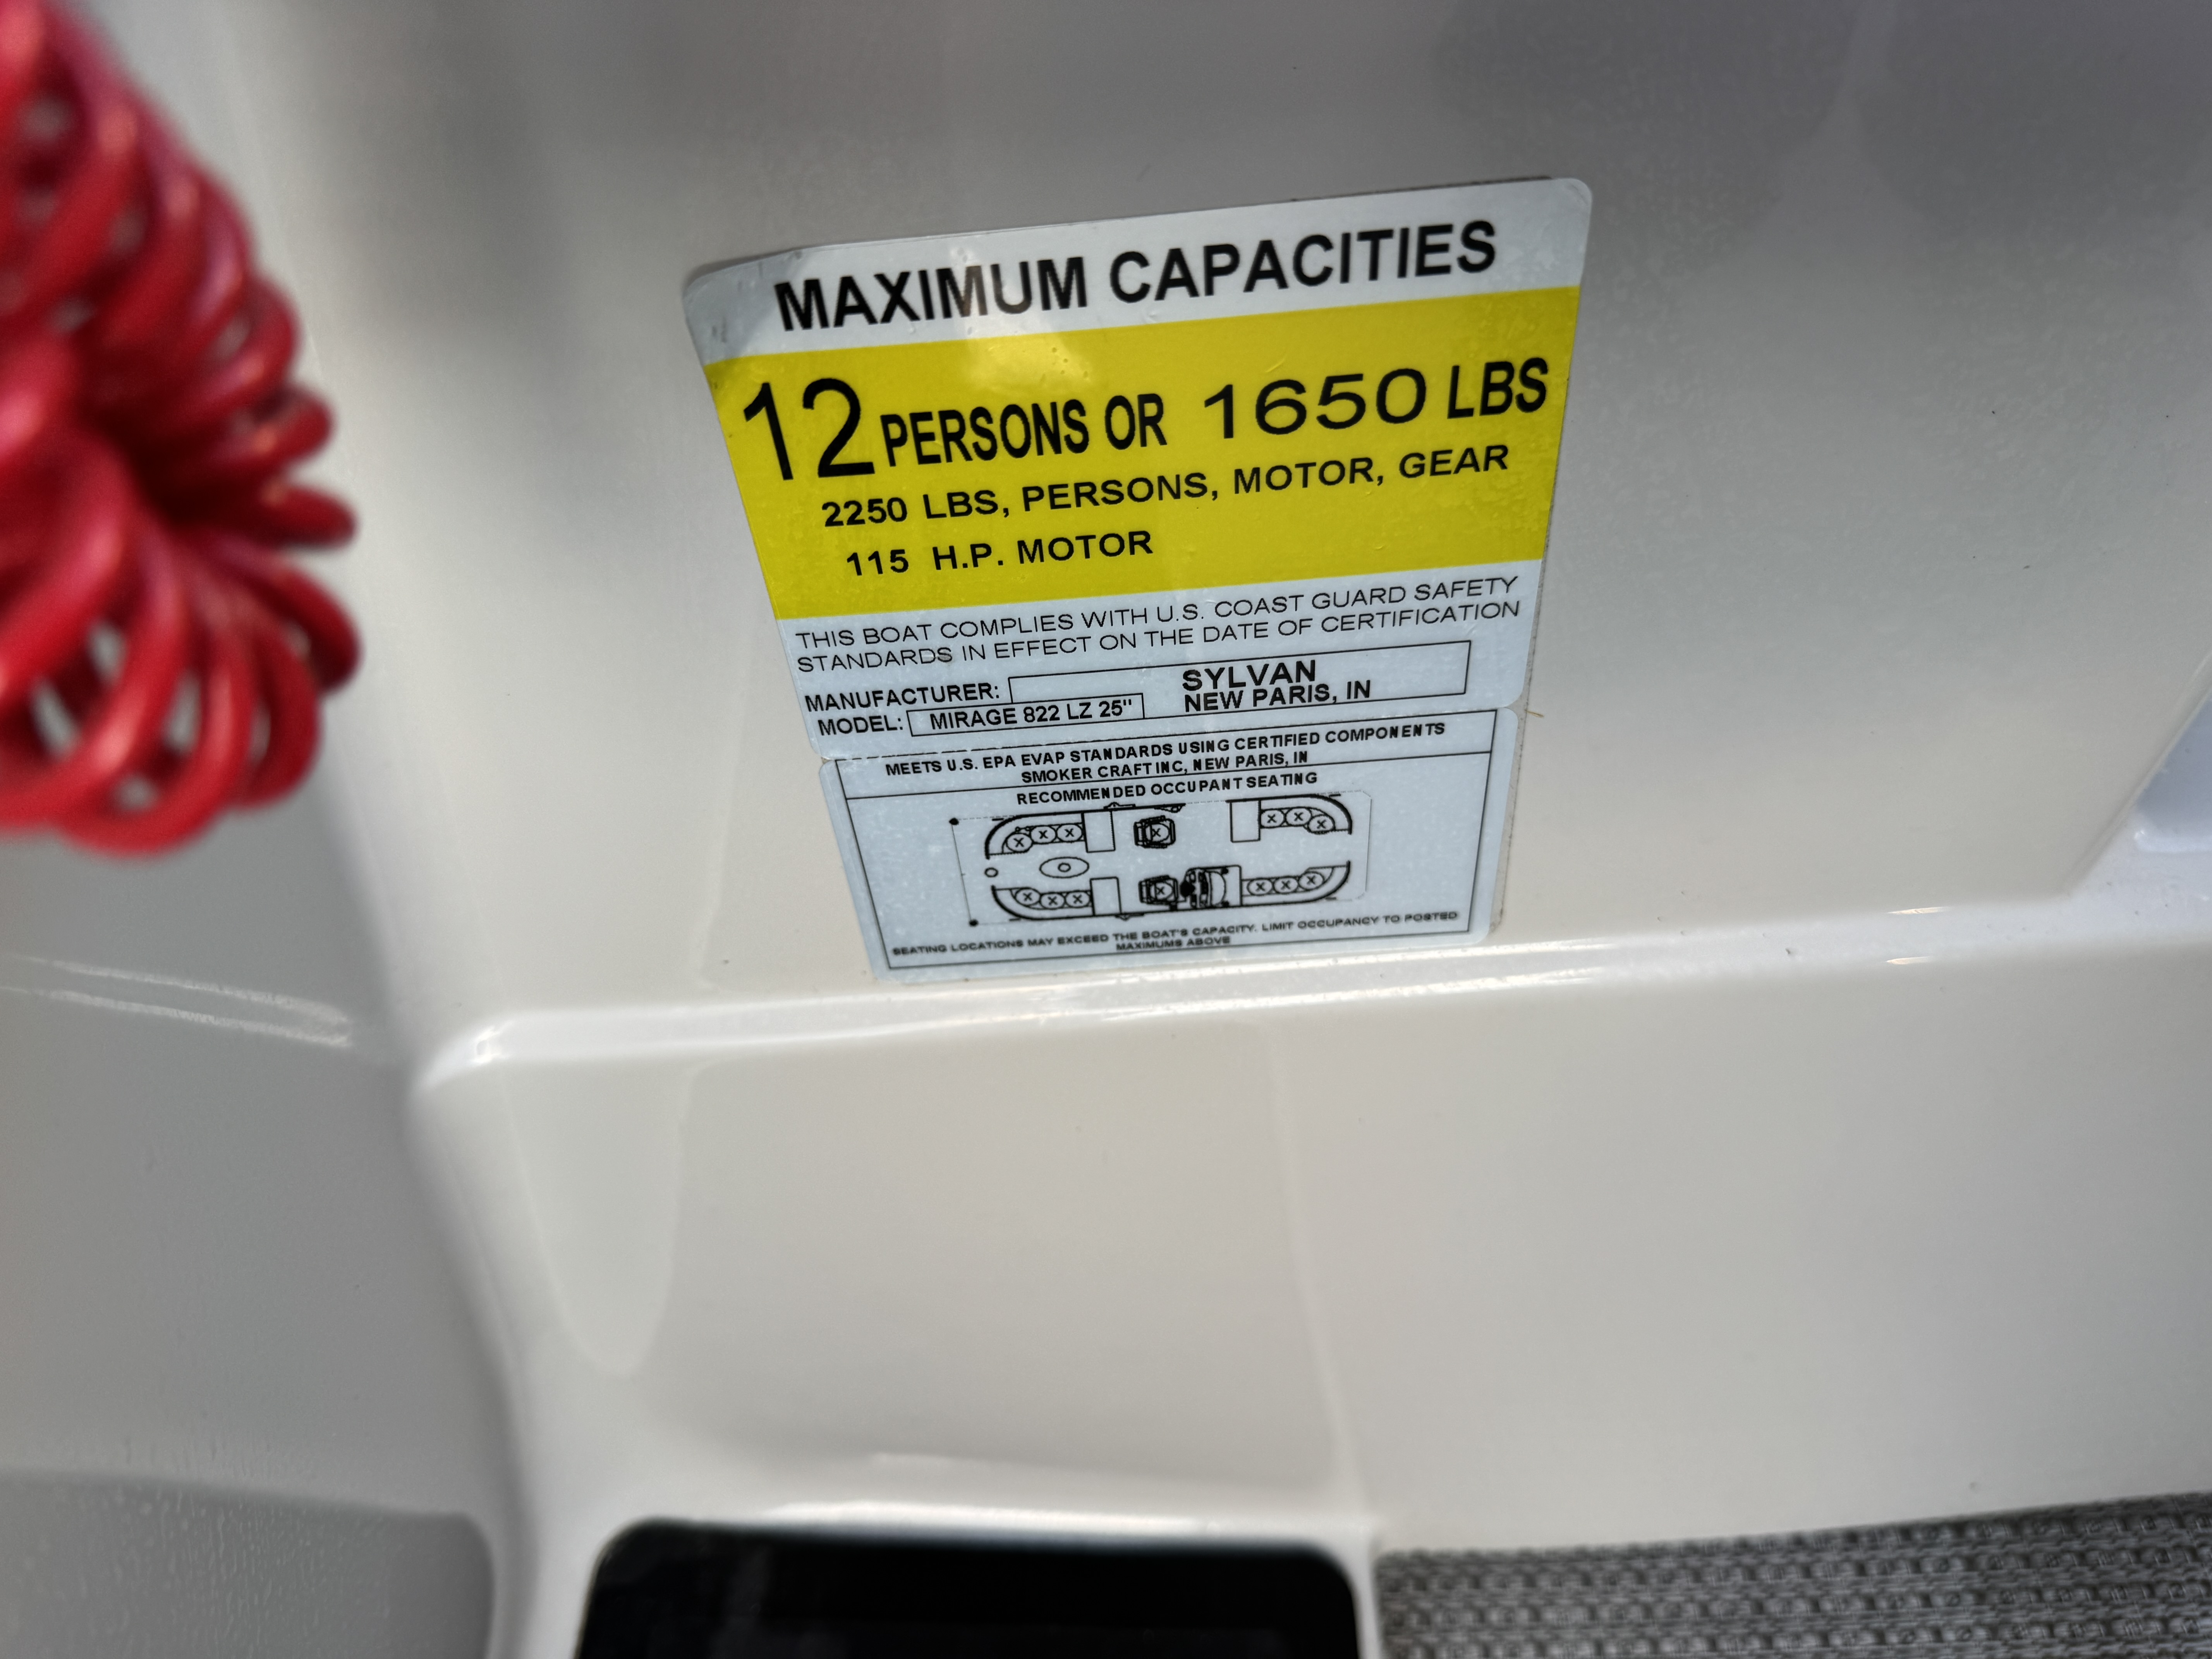 MAXIMUM CAPACITIES
12 PERSONS OR 1650 LBS
2250 LBS, PERSONS, MOTOR, GEAR
115 H.P. MOTOR
THIS BOAT COMPLIES WITH U.S. COAST GUARD SAFETY
STANDARDS IN EFFECT ON THE DATE OF CERTIFICATION
MANUFACTURER: SYLVAN
NEW PARIS, IN
MODEL: MIRAGE 822 LZ 25"
MEETS U.S. EPA EVAP STANDARDS USING CERTIFIED COMPONENTS
SMOKER CRAFT INC, NEW PARIS, IN
RECOMMENDED OCCUPANT SEATING
SEATING LOCATIONS MAY EXCEED THE BOAT'S CAPACITY. LIMIT OCCUPANCY TO POSTED
MAXIMUMS ABOVE